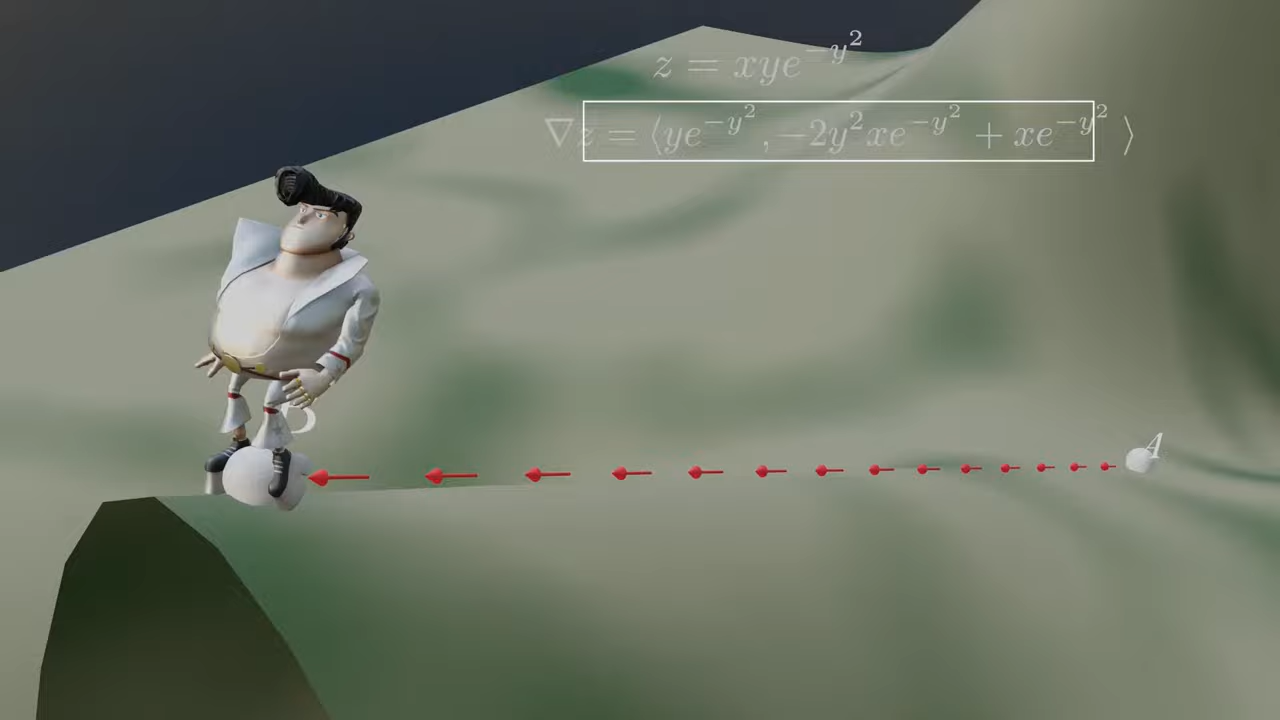 z = xye^{-y^2}
∇z = ⟨ye^{-y^2}, -2y^2xe^{-y^2} + xe^{-y^2}⟩
A